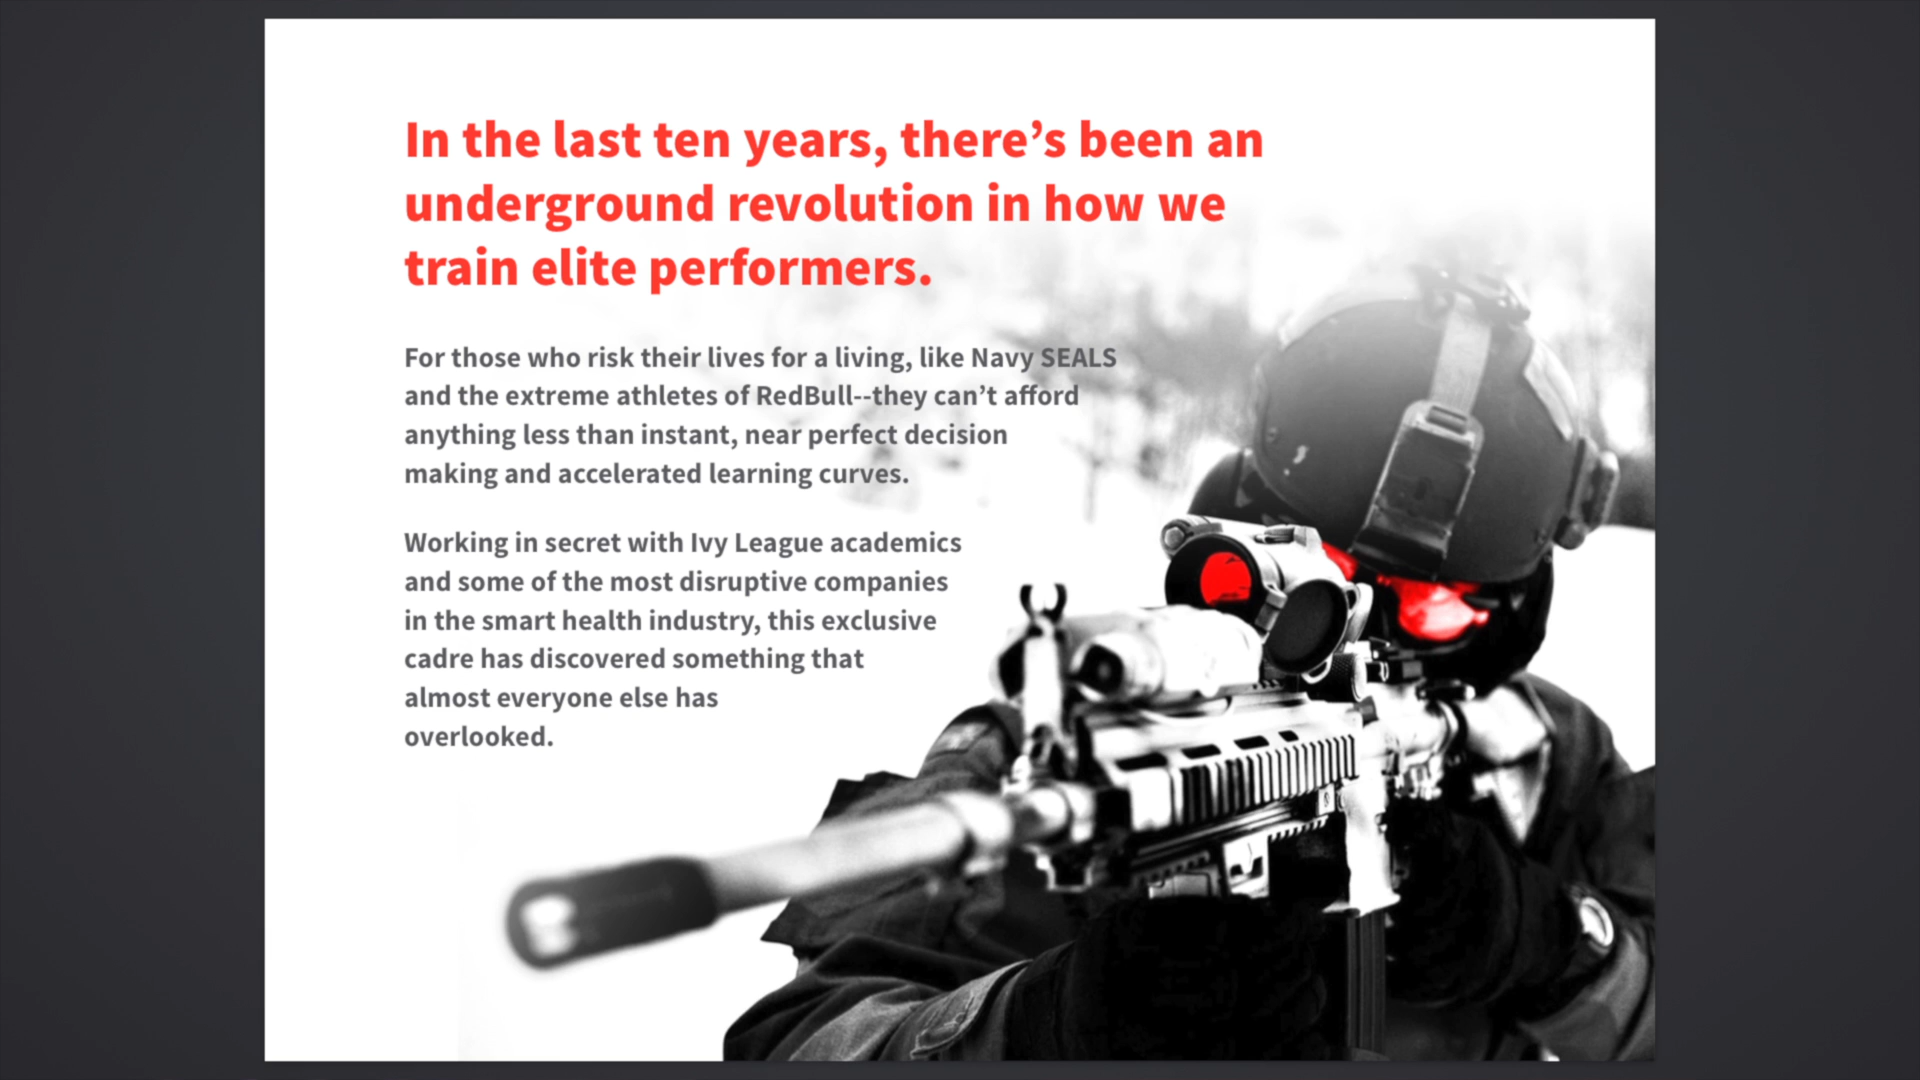 In the last ten years, there’s been an
underground revolution in how we
train elite performers.
For those who risk their lives for a living, like Navy SEALS
and the extreme athletes of RedBull--they can’t afford
anything less than instant, near perfect decision
making and accelerated learning curves.
Working in secret with Ivy League academics
and some of the most disruptive companies
in the smart health industry, this exclusive
cadre has discovered something that
almost everyone else has
overlooked.